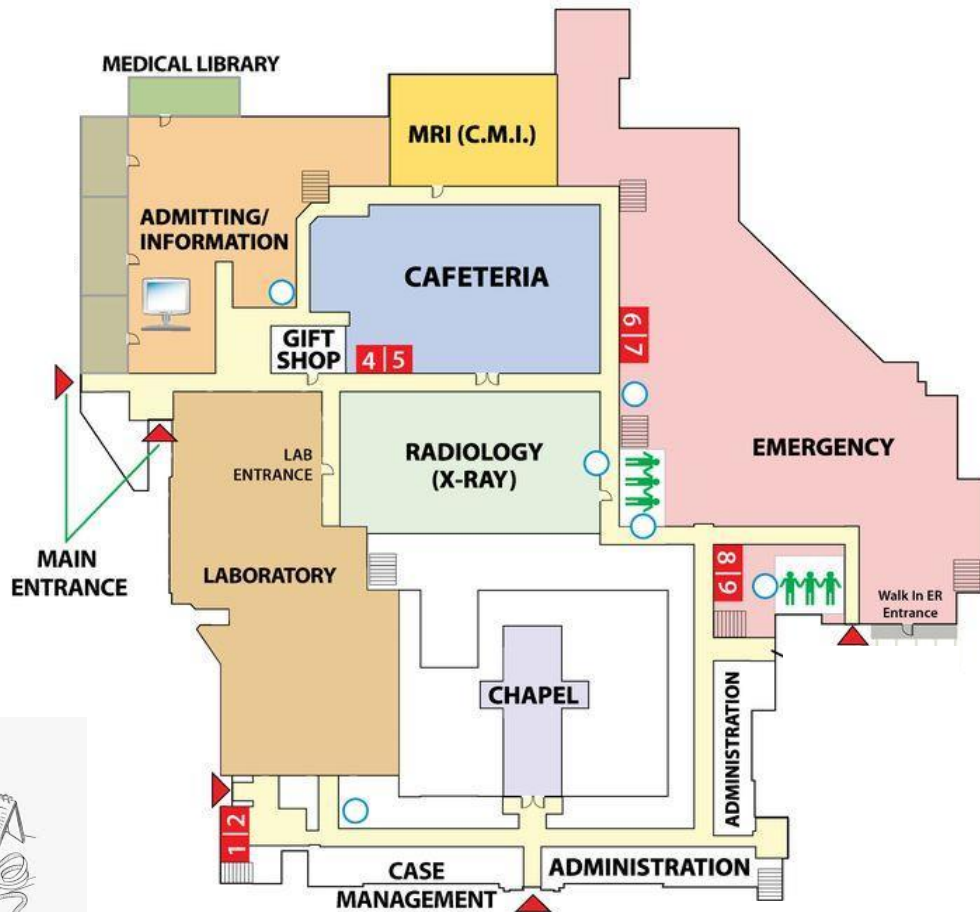 MEDICAL LIBRARY
MRI (C.M.I.)
ADMITTING/
INFORMATION
CAFETERIA
GIFT
SHOP
4|5
6|7
LAB
ENTRANCE
RADIOLOGY
(X-RAY)
EMERGENCY
MAIN
ENTRANCE
LABORATORY
8|9
Walk In ER
Entrance
CHAPEL
ADMINISTRATION
1|2
CASE
MANAGEMENT
ADMINISTRATION